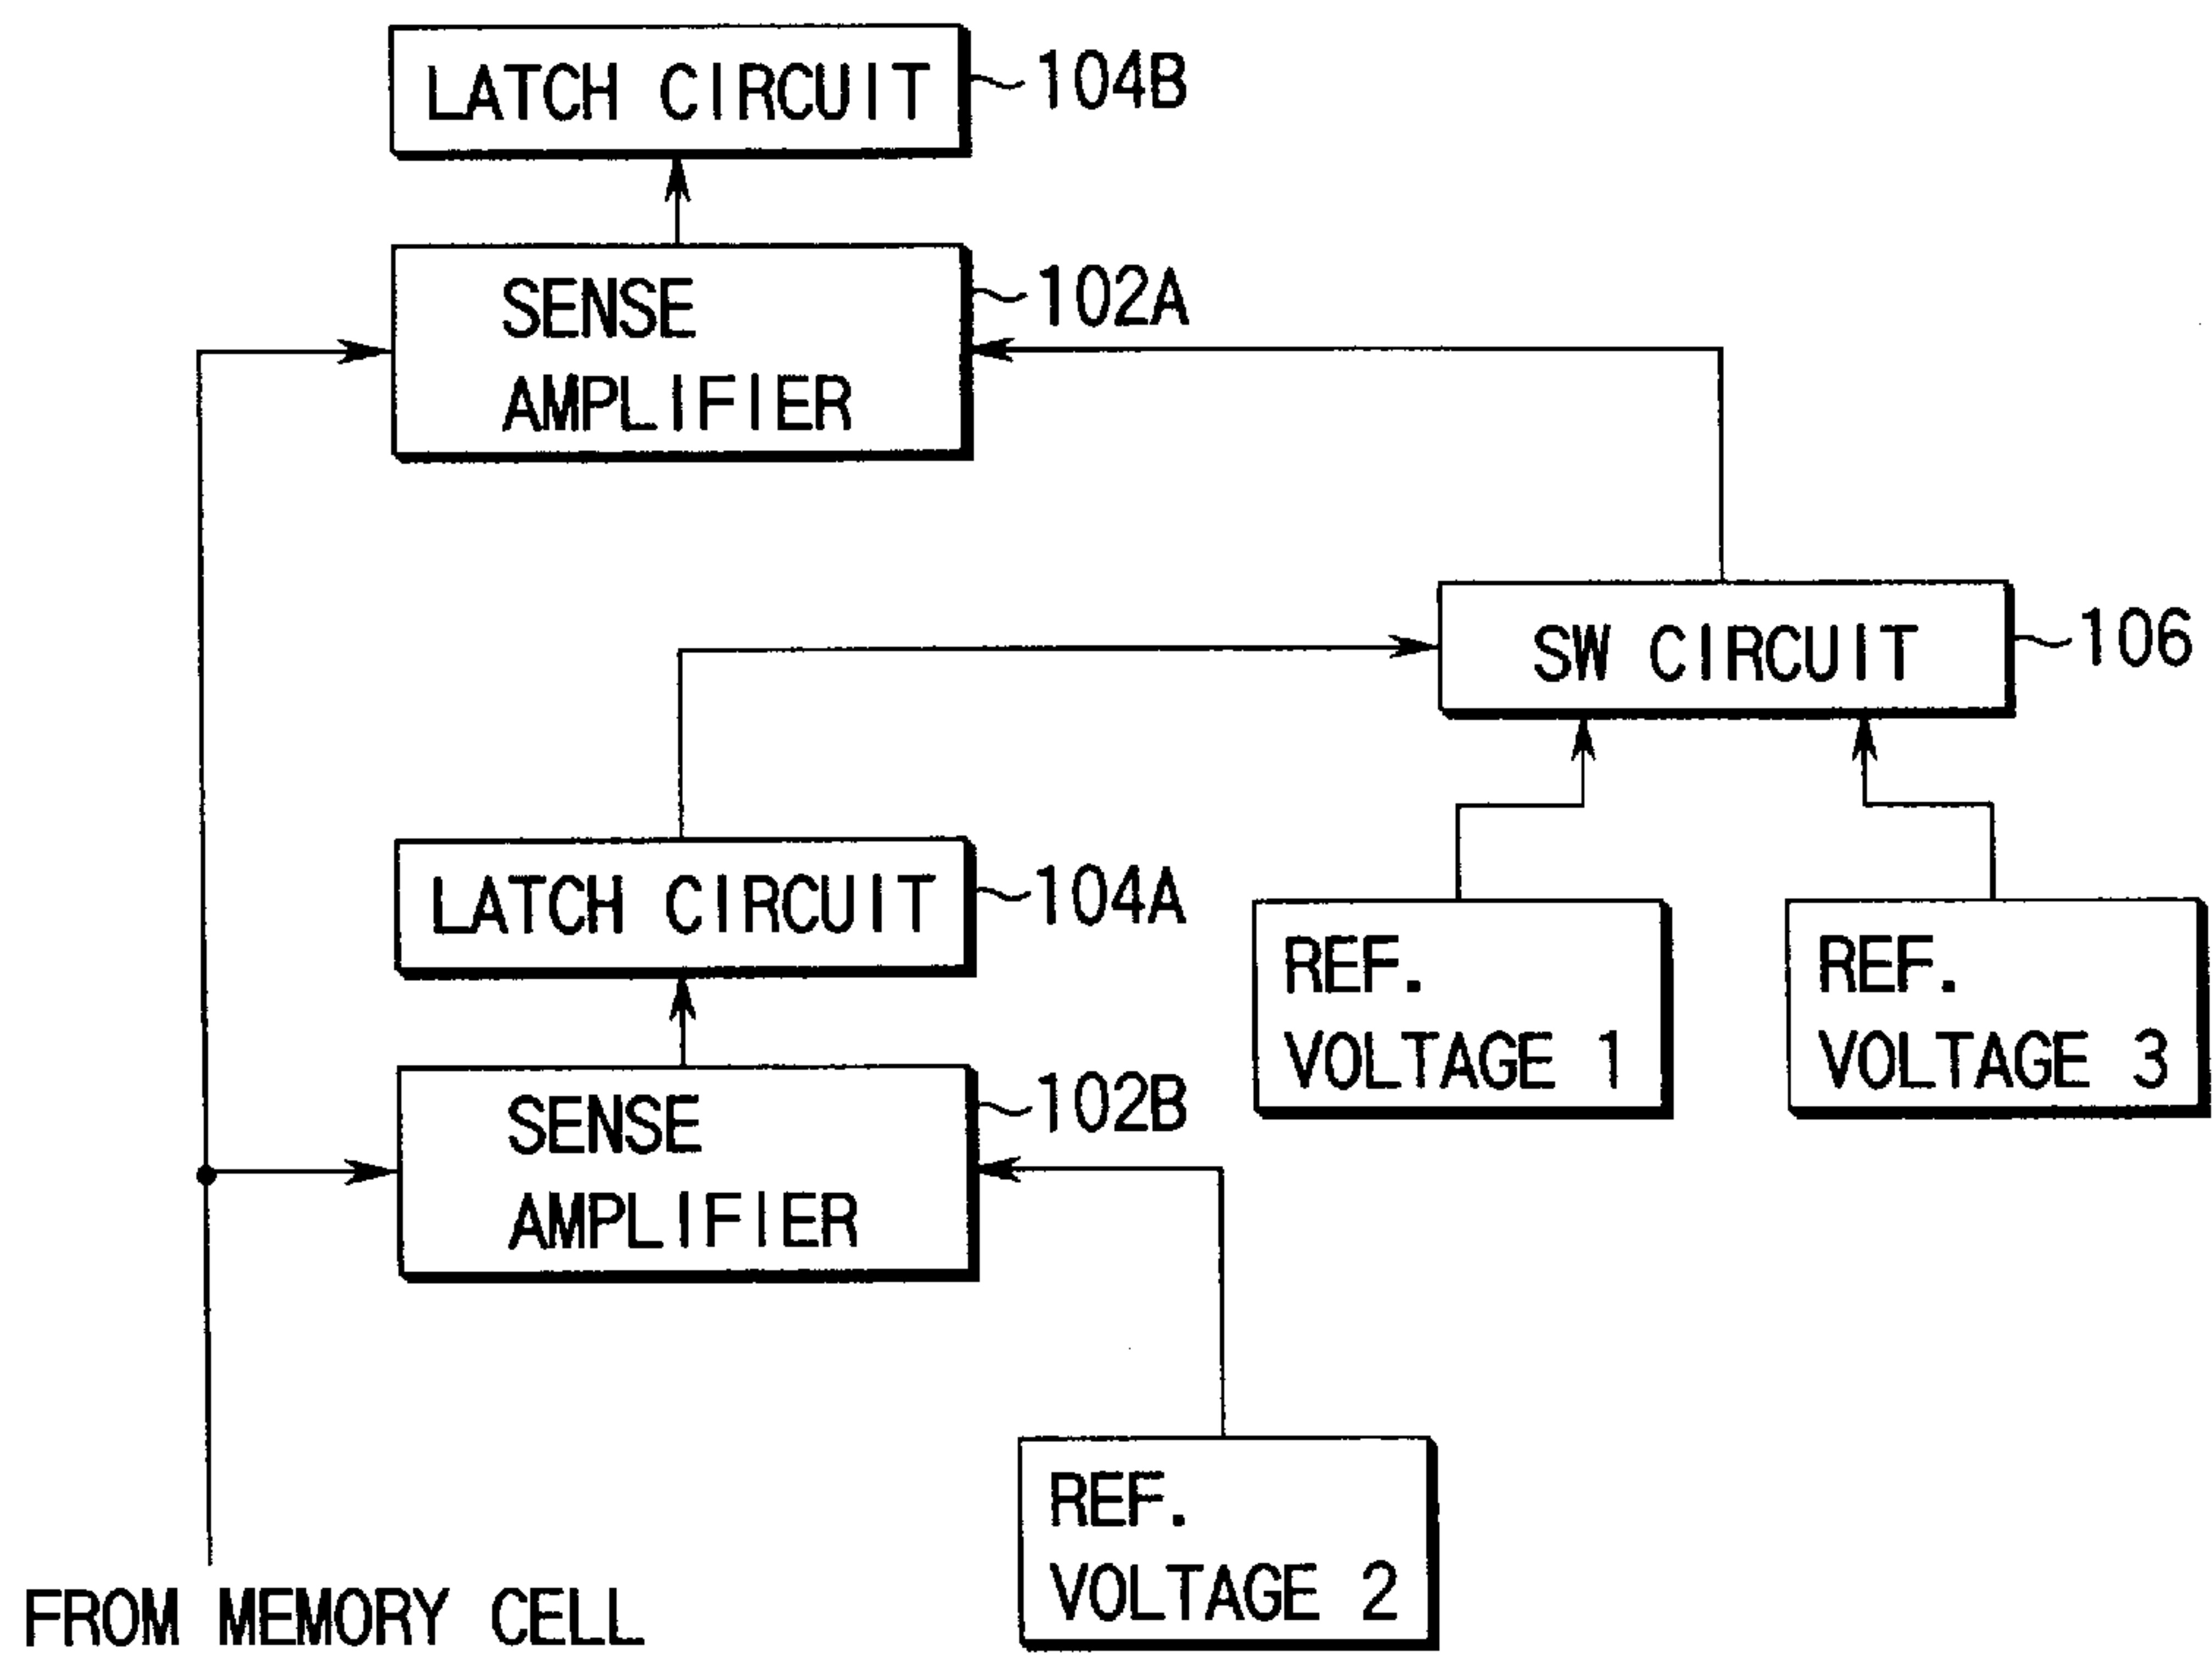 LATCH CIRCUIT
104B
SENSE
AMPLIFIER
102A
SW CIRCUIT
106
LATCH CIRCUIT
104A
REF.
VOLTAGE 1
REF.
VOLTAGE 3
SENSE
AMPLIFIER
102B
REF.
VOLTAGE 2
FROM MEMORY CELL